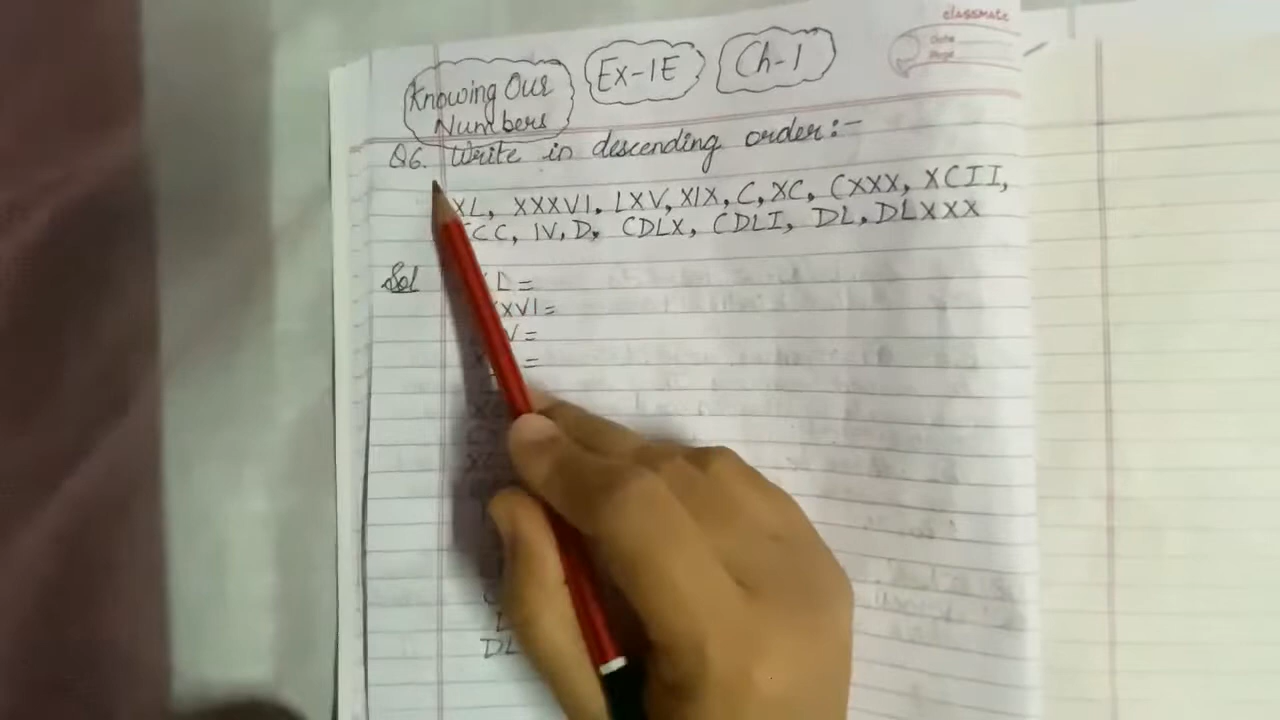 classmate
Date
Page
Knowing Our
Numbers
Ex-1E
Ch-1
Q6. Write in descending order:-
XL, XXXVI, LXV, XIX, C, XC, CXXX, XCII,
CC, IV, D, CDLX, CDLI, DL, DLXXX
Sol
L =
XVI =
V =
=
DL